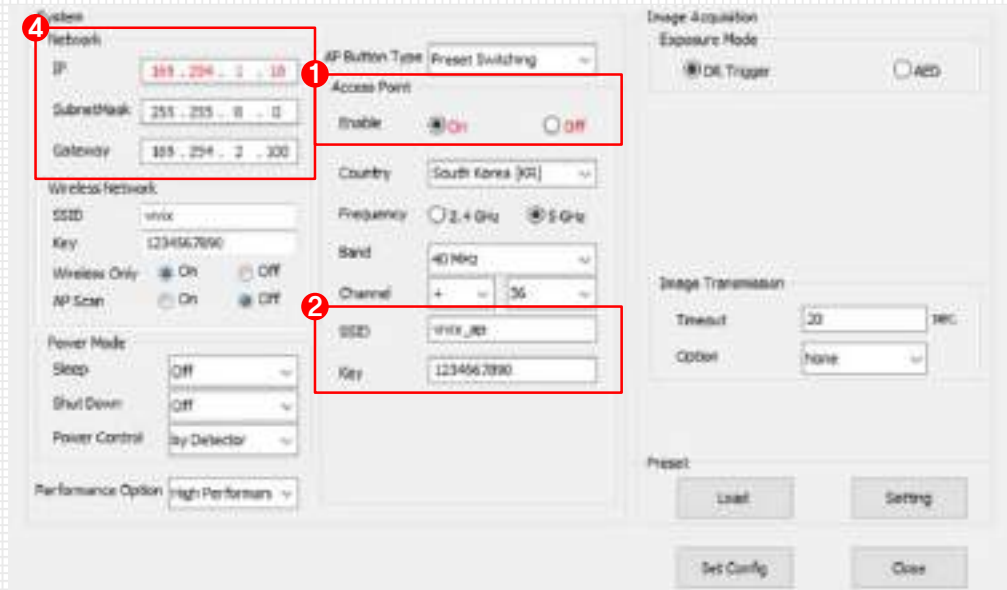 System
4
Network
IP 169 . 254 . 1 . 10
SubnetMask 255 . 255 . 0 . 0
Gateway 169 . 254 . 2 . 100
Wireless Network
SSID vivix
Key 1234567890
Wireless Only On Off
AP Scan On Off
Power Mode
Sleep Off
Shut Down Off
Power Control by Detector
Performance Option High Performan
AP Button Type Preset Switching
1
Access Point
Enable On Off
Country South Korea [KR]
Frequency 2.4 GHz 5 GHz
Band 40 MHz
Channel + 36
2
SSID vivix_ap
Key 1234567890
Image Acquisition
Exposure Mode
DR Trigger AED
Image Transmission
Timeout 20 sec.
Option None
Preset
Load Setting
Set Config Close